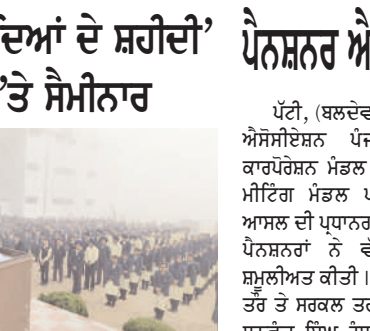 ਦਿਆਂ ਦੇ ਸ਼ਹੀਦੀ’
’ਤੇ ਸੈਮੀਨਾਰ
ਪੈਨਸ਼ਨਰ ਐ
ਪੱਟੀ, (ਬਲਦੇਵ
ਐਸੋਸੀਏਸ਼ਨ ਪੰਜ
ਕਾਰਪੋਰੇਸ਼ਨ ਮੰਡਲ
ਮੀਟਿੰਗ ਮੰਡਲ ਪ
ਆਸਲ ਦੀ ਪ੍ਰਧਾਨਗ
ਪੈਨਸ਼ਨਰਾਂ ਨੇ ਵੱ
ਸ਼ਮੂਲੀਅਤ ਕੀਤੀ।
ਤੌਰ ਤੇ ਸਰਕਲ ਤਰ